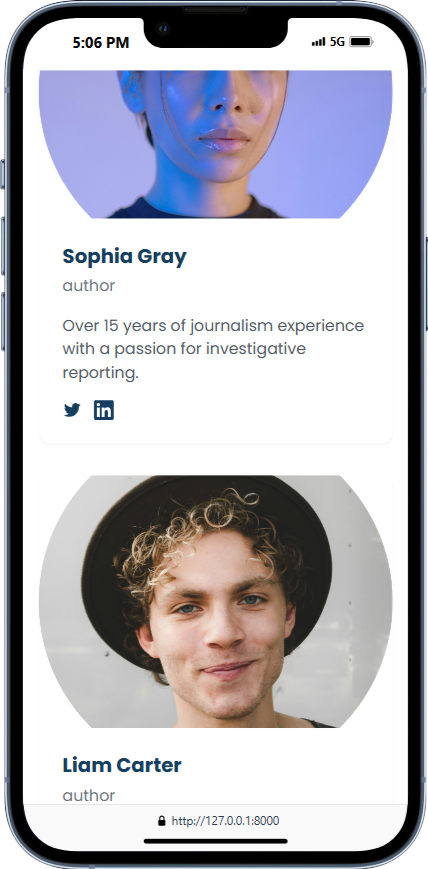 5:06 PM
5G
Sophia Gray
author
Over 15 years of journalism experience
with a passion for investigative
reporting.
in
Liam Carter
author
http://127.0.0.1:8000